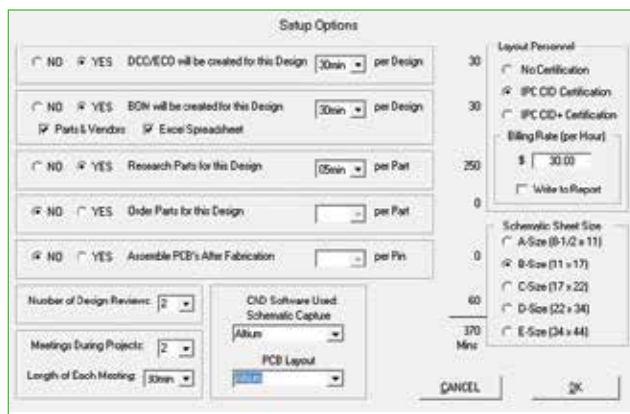 Setup Options
NO YES DCC/ECO will be created for this Design 30min per Design 30
NO YES BOM will be created for this Design 30min per Design 30
Parts & Vendors Excel Spreadsheet
NO YES Research Parts for this Design 05min per Part 250
NO YES Order Parts for this Design per Part 0
NO YES Assemble PCB's After Fabrication per Pin 0
Number of Design Reviews: 2
Meetings During Projects: 2
Length of Each Meeting: 30min
CAD Software Used:
Schematic Capture
Altium
PCB Layout
Altium
60
370
Mins
Layout Personnel
No Certification
IPC CID Certification
IPC CID+ Certification
Billing Rate (per Hour)
$ 30.00
Write to Report
Schematic Sheet Size
A-Size (8-1/2 x 11)
B-Size (11 x 17)
C-Size (17 x 22)
D-Size (22 x 34)
E-Size (34 x 44)
CANCEL OK